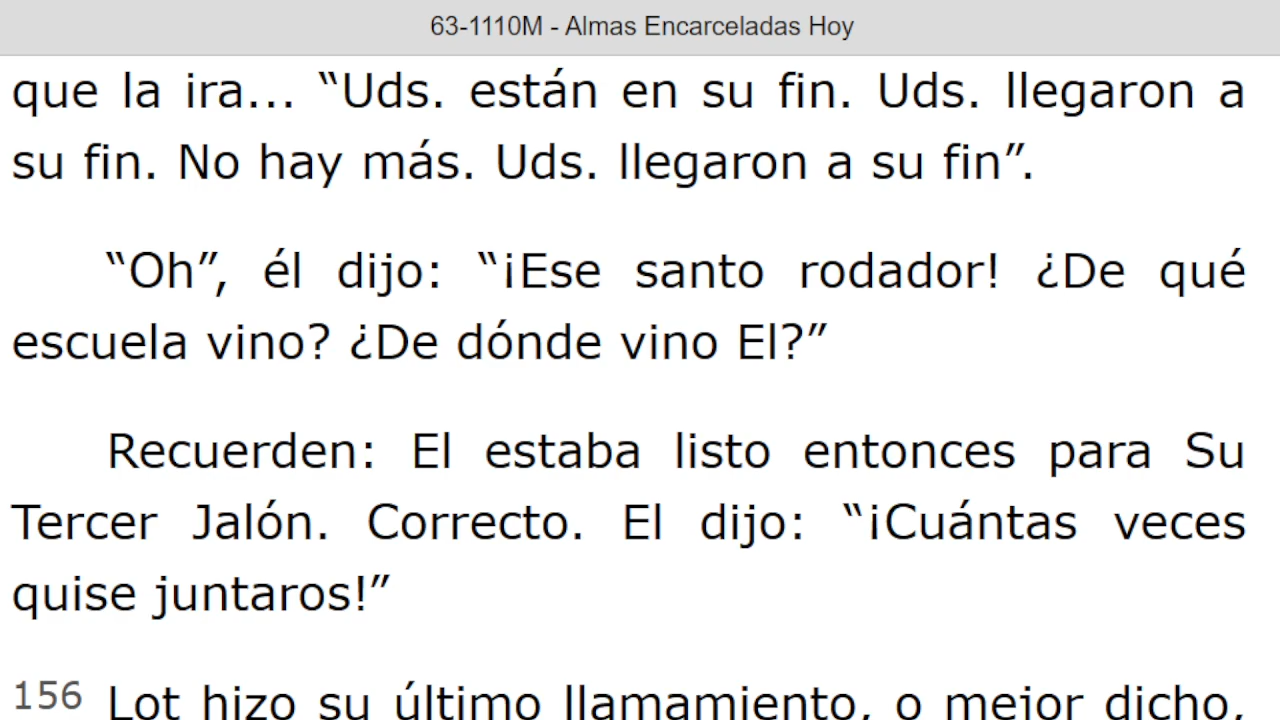 63-1110M - Almas Encarceladas Hoy
que la ira... “Uds. están en su fin. Uds. llegaron a
su fin. No hay más. Uds. llegaron a su fin”.
“Oh”, él dijo: “¡Ese santo rodador! ¿De qué
escuela vino? ¿De dónde vino El?”
Recuerden: El estaba listo entonces para Su
Tercer Jalón. Correcto. El dijo: “¡Cuántas veces
quise juntaros!”
156 Lot hizo su último llamamiento, o mejor dicho,